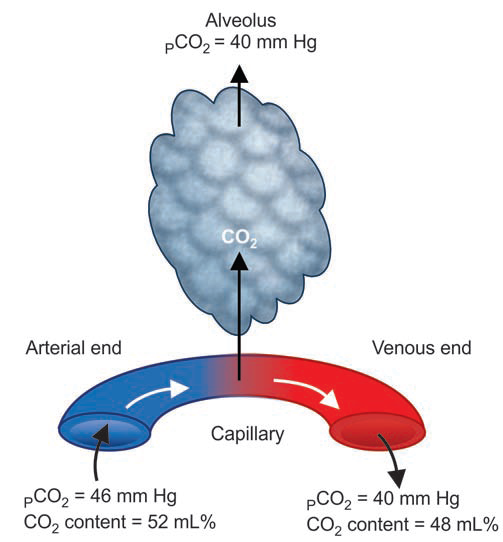 Alveolus
PCO2 = 40 mm Hg
CO2
Arterial end
Venous end
Capillary
PCO2 = 46 mm Hg
CO2 content = 52 mL%
PCO2 = 40 mm Hg
CO2 content = 48 mL%